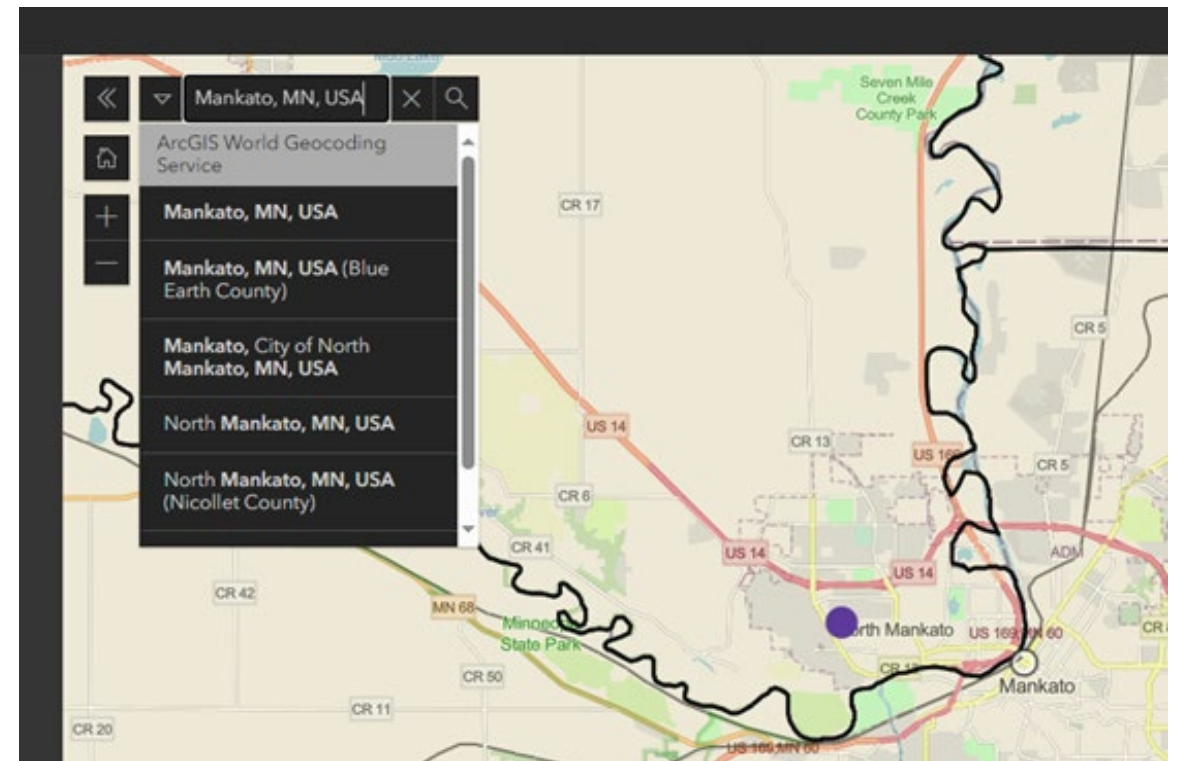 Mankato, MN, USA
ArcGIS World Geocoding
Service
Mankato, MN, USA
Mankato, MN, USA (Blue
Earth County)
Mankato, City of North
Mankato, MN, USA
North Mankato, MN, USA
North Mankato, MN, USA
(Nicollet County)
Seven Mile
Creek
County Park
CR 17
CR 5
US 14
CR 13
US 169
CR 5
CR 6
CR 41
US 14
ADM
US 14
CR 42
MN 68
State Park
North Mankato
US 169;MN 60
CR
CR 50
Mankato
CR 11
CR 20
US 169;MN 60